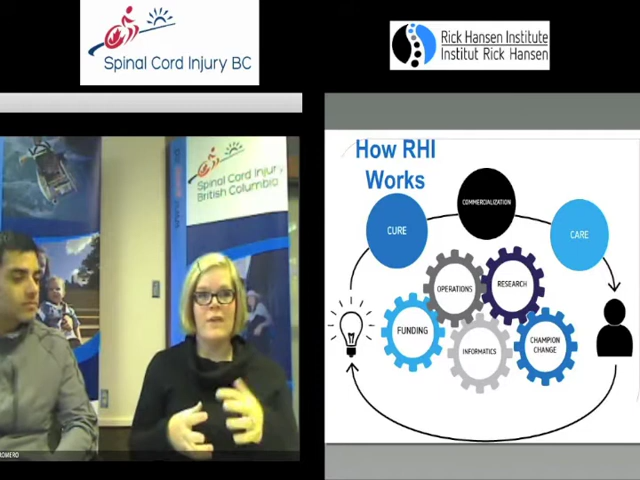 Spinal Cord Injury BC
Rick Hansen Institute
Institut Rick Hansen
Spinal Cord Injury
British Columbia
How RHI
Works
COMMERCIALIZATION
CURE
CARE
OPERATIONS
RESEARCH
FUNDING
INFORMATICS
CHAMPION
CHANGE